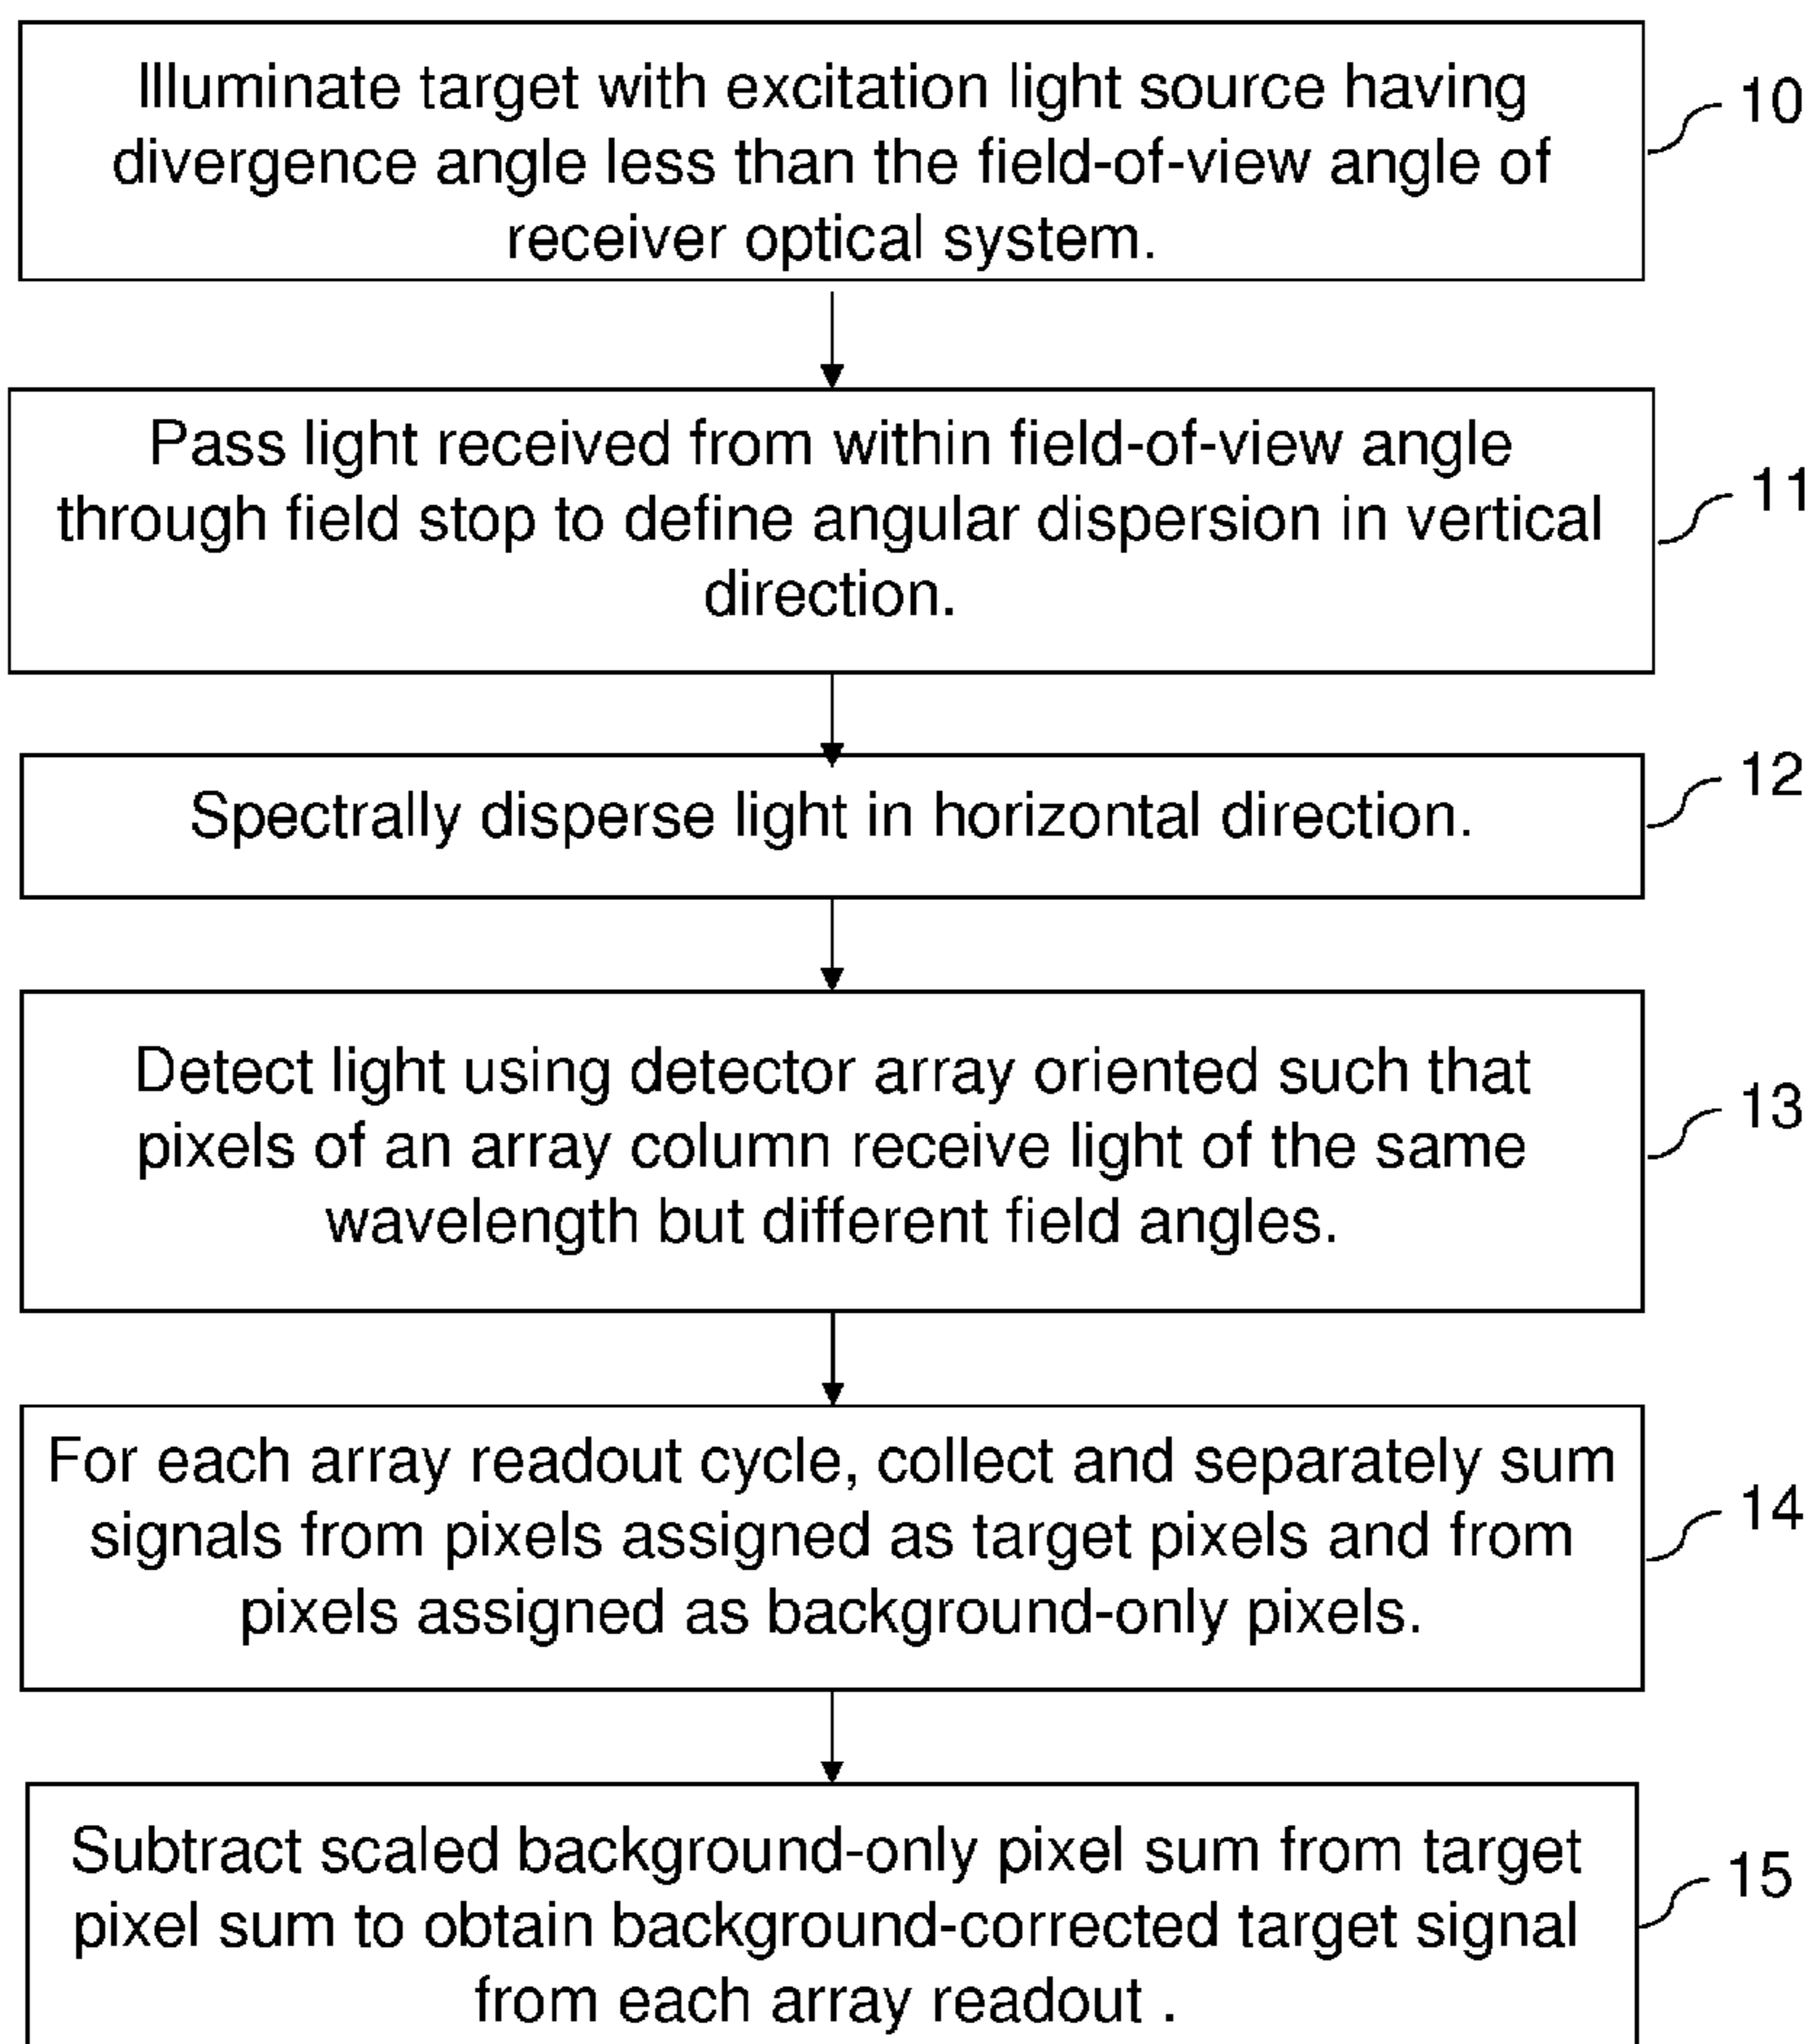 Illuminate target with excitation light source having
divergence angle less than the field-of-view angle of
receiver optical system.
10
Pass light received from within field-of-view angle
through field stop to define angular dispersion in vertical
direction.
11
Spectrally disperse light in horizontal direction.
12
Detect light using detector array oriented such that
pixels of an array column receive light of the same
wavelength but different field angles.
13
For each array readout cycle, collect and separately sum
signals from pixels assigned as target pixels and from
pixels assigned as background-only pixels.
14
Subtract scaled background-only pixel sum from target
pixel sum to obtain background-corrected target signal
from each array readout .
15